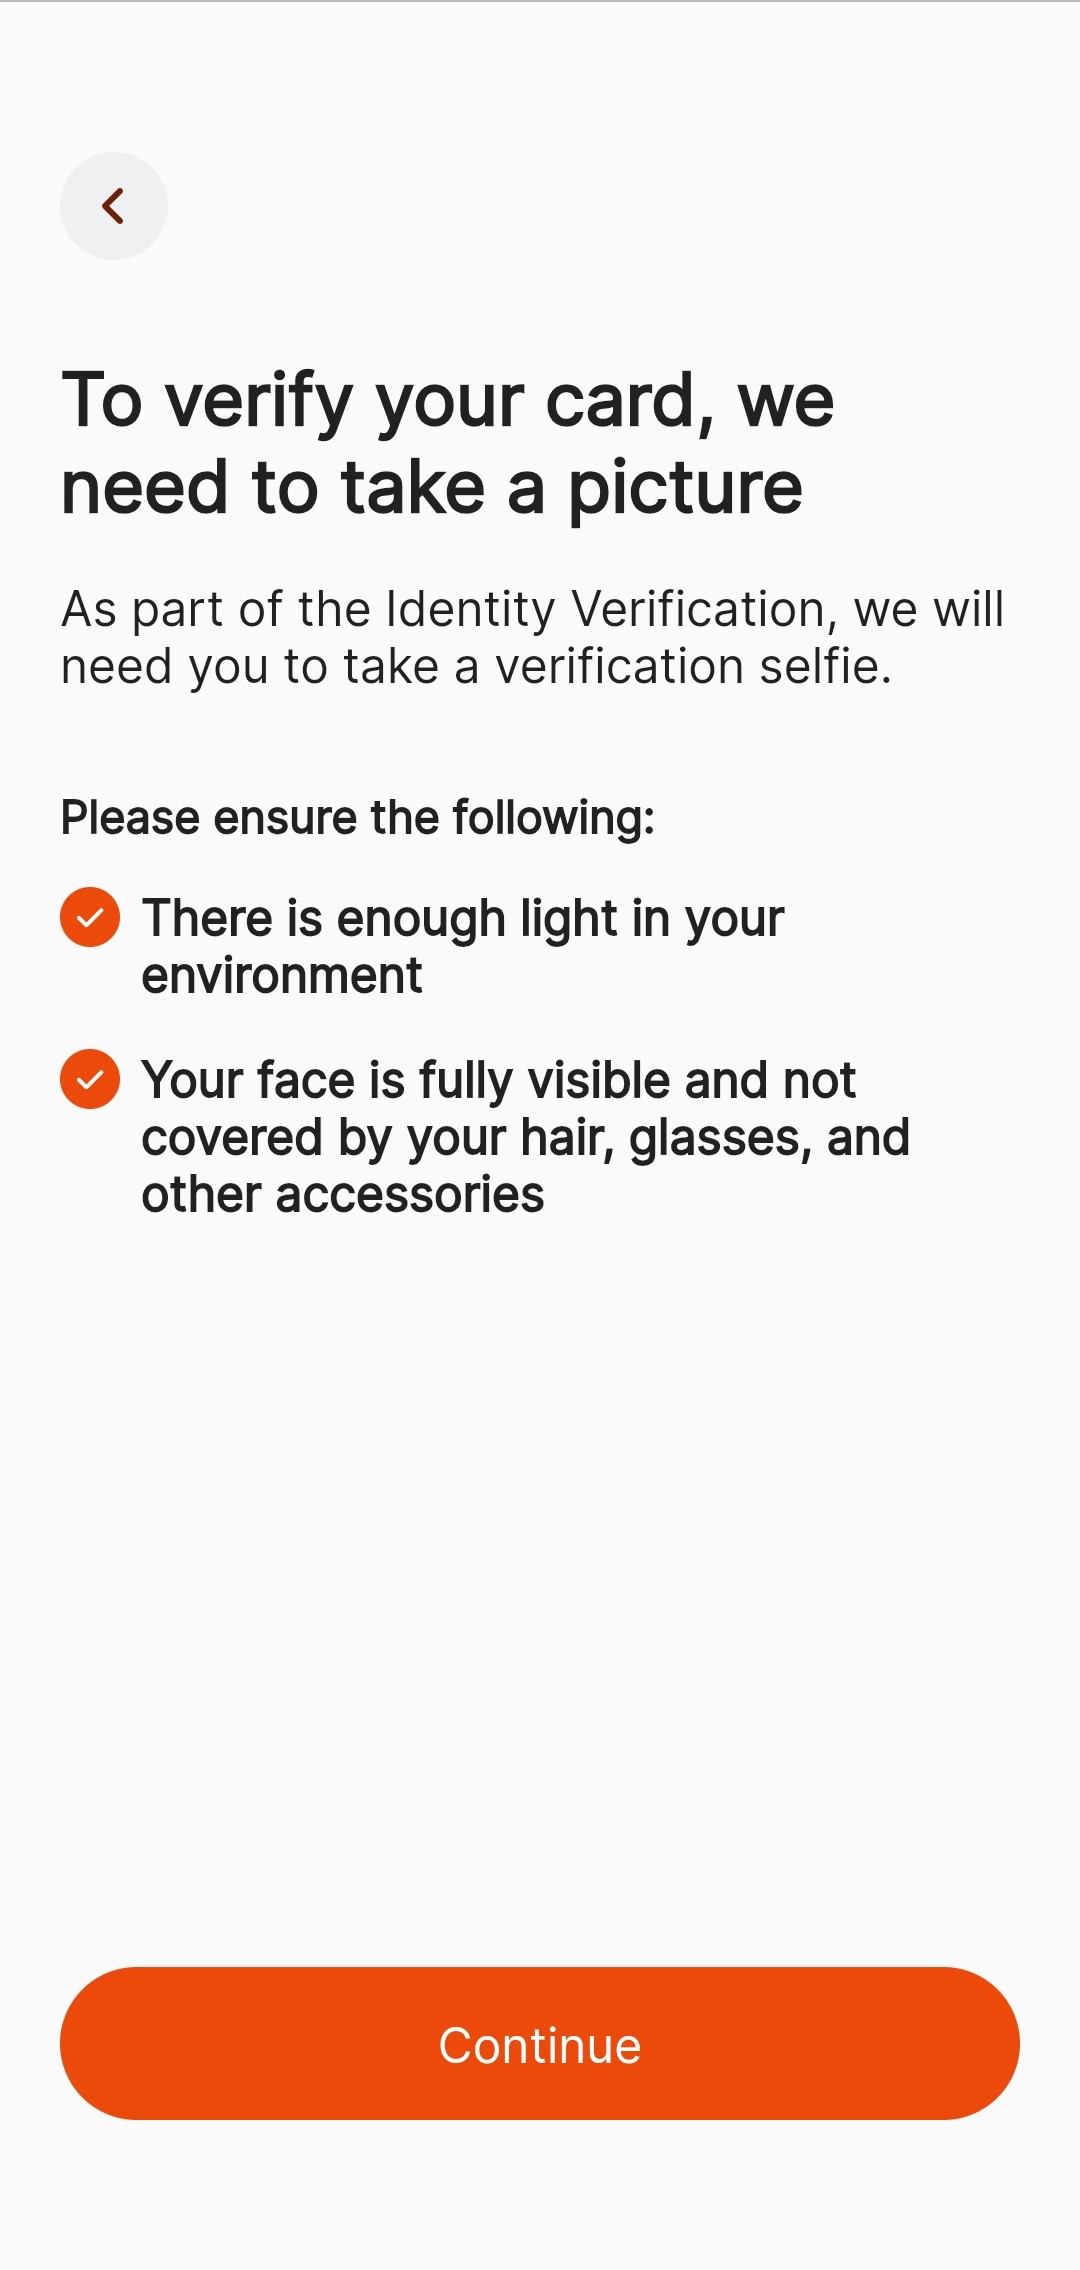 To verify your card, we
need to take a picture
As part of the Identity Verification, we will
need you to take a verification selfie.
Please ensure the following:
There is enough light in your
environment
Your face is fully visible and not
covered by your hair, glasses, and
other accessories
Continue